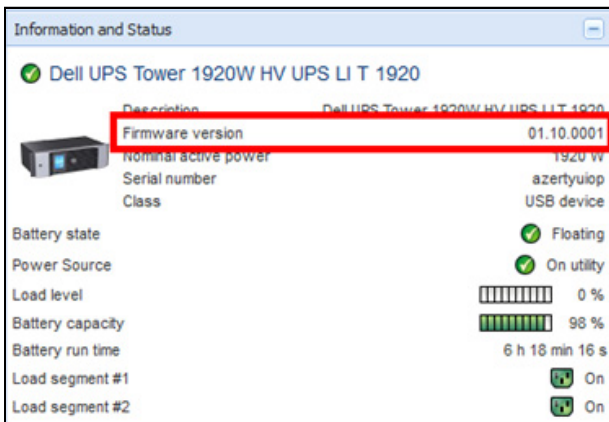 Information and Status
Dell UPS Tower 1920W HV UPS LI T 1920
Description Dell UPS Tower 1920W HV UPS LI T 1920
Firmware version 01.10.0001
Nominal active power 1920 W
Serial number azertyuiop
Class USB device
Battery state Floating
Power Source On utility
Load level 0 %
Battery capacity 98 %
Battery run time 6 h 18 min 16 s
Load segment #1 On
Load segment #2 On